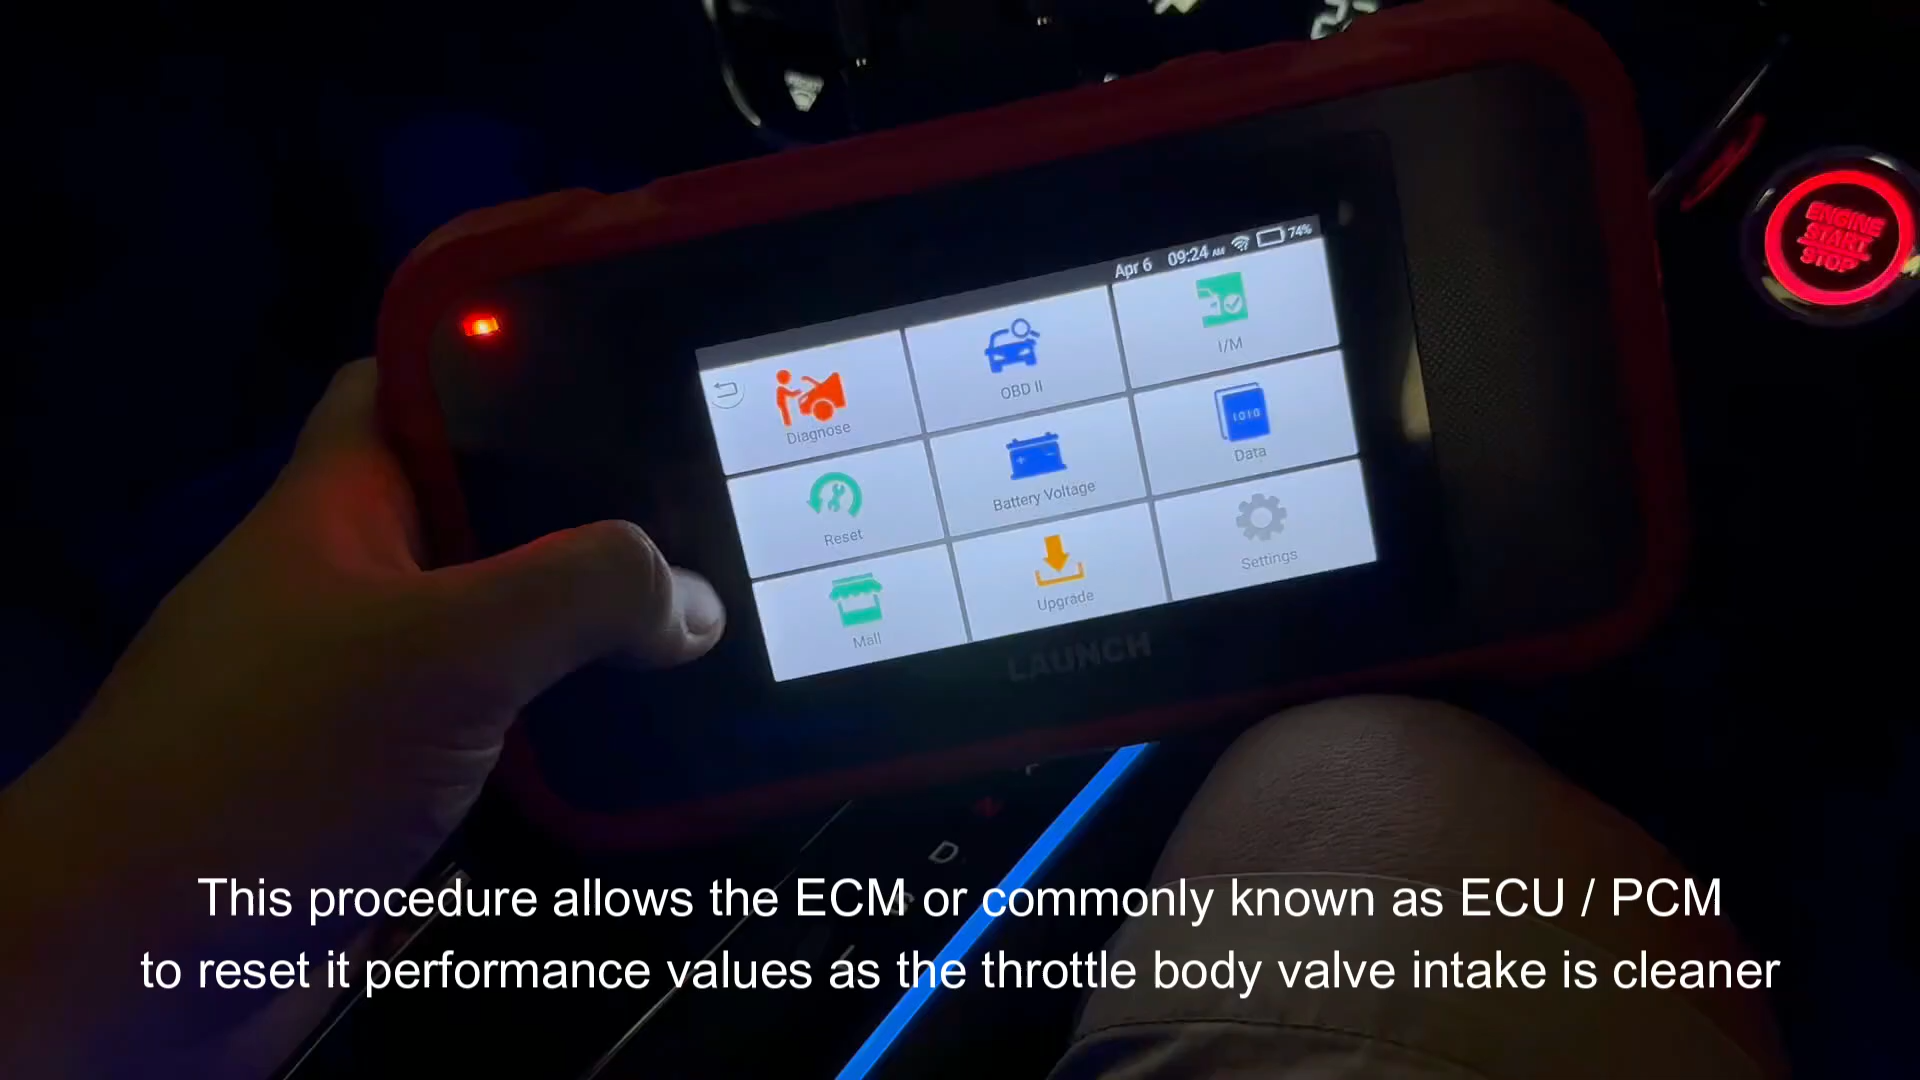 Apr 6 09:24 AM 74%
Diagnose
OBD II
I/M
Reset
Battery Voltage
Data
1010
Mall
Upgrade
Settings
LAUNCH
ENGINE
START
STOP
D
S
This procedure allows the ECM or commonly known as ECU / PCM
to reset it performance values as the throttle body valve intake is cleaner